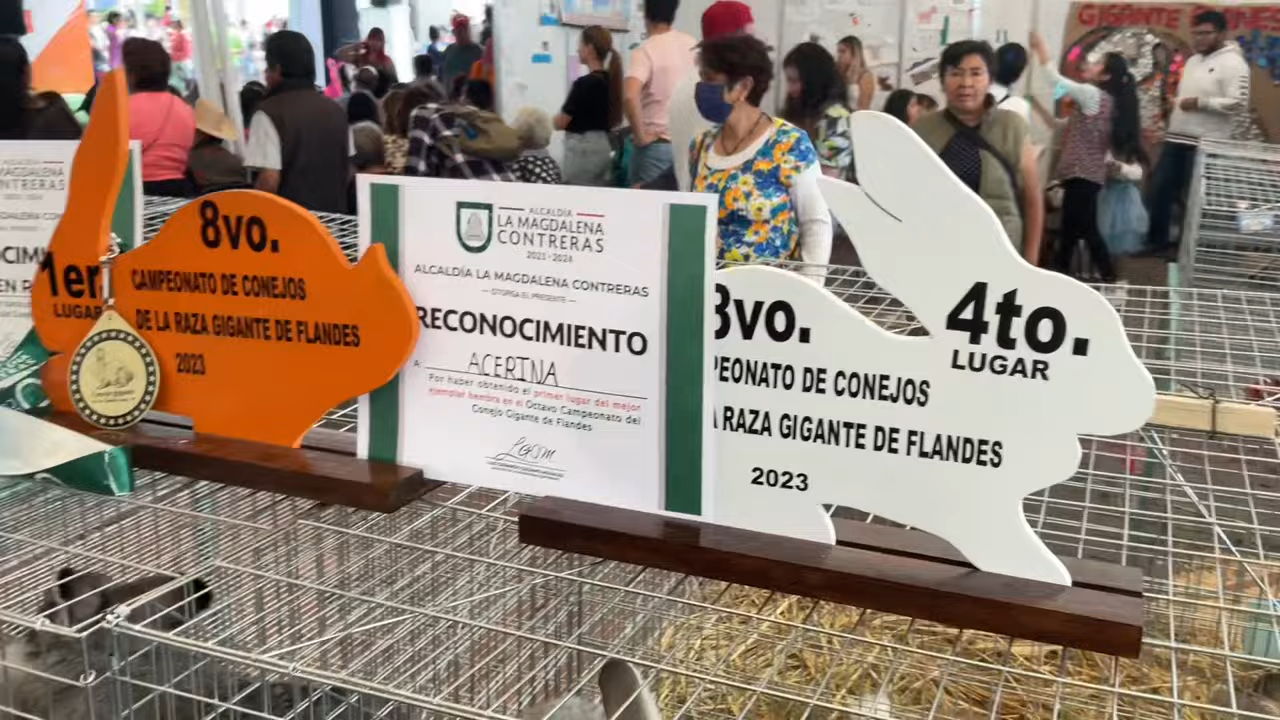 LA MAGDALENA
CONTRERAS
1er.
LUGAR
8vo.
CAMPEONATO DE CONEJOS
DE LA RAZA GIGANTE DE FLANDES
2023
ALCALDÍA
LA MAGDALENA
CONTRERAS
2021 - 2024
ALCALDÍA LA MAGDALENA CONTRERAS
OTORGA EL PRESENTE
RECONOCIMIENTO
A: ACERINA
Por haber obtenido el primer lugar del mejor
ejemplar hembra en el Octavo Campeonato del
Conejo Gigante de Flandes
8vo.
PEONATO DE CONEJOS
RAZA GIGANTE DE FLANDES
2023
4to.
LUGAR
GIGANTE